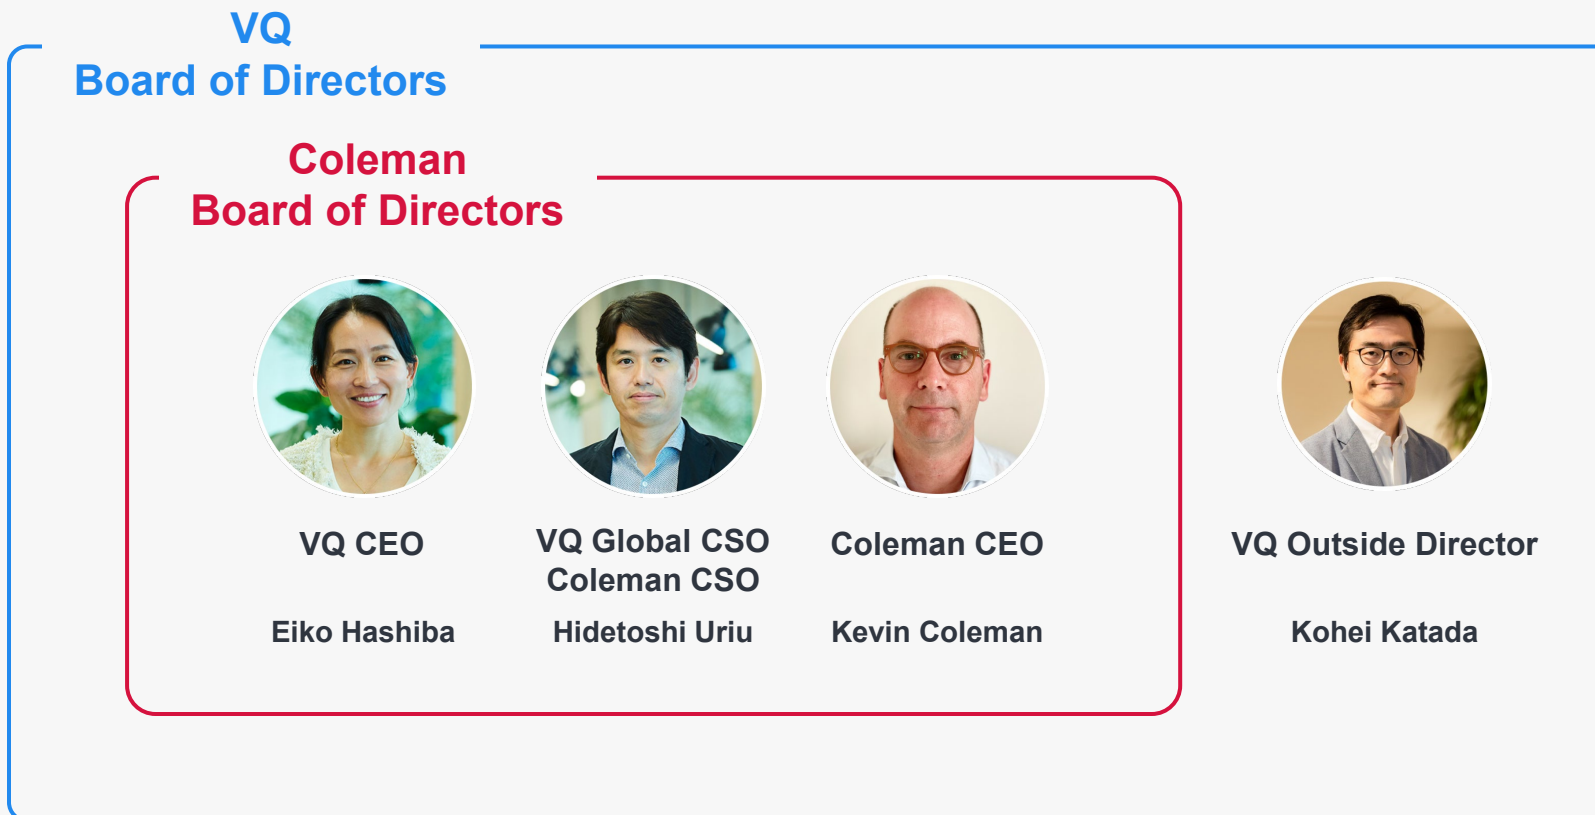 VQ
Board of Directors
Coleman
Board of Directors
VQ CEO
Eiko Hashiba
VQ Global CSO
Coleman CSO
Hidetoshi Uriu
Coleman CEO
Kevin Coleman
VQ Outside Director
Kohei Katada